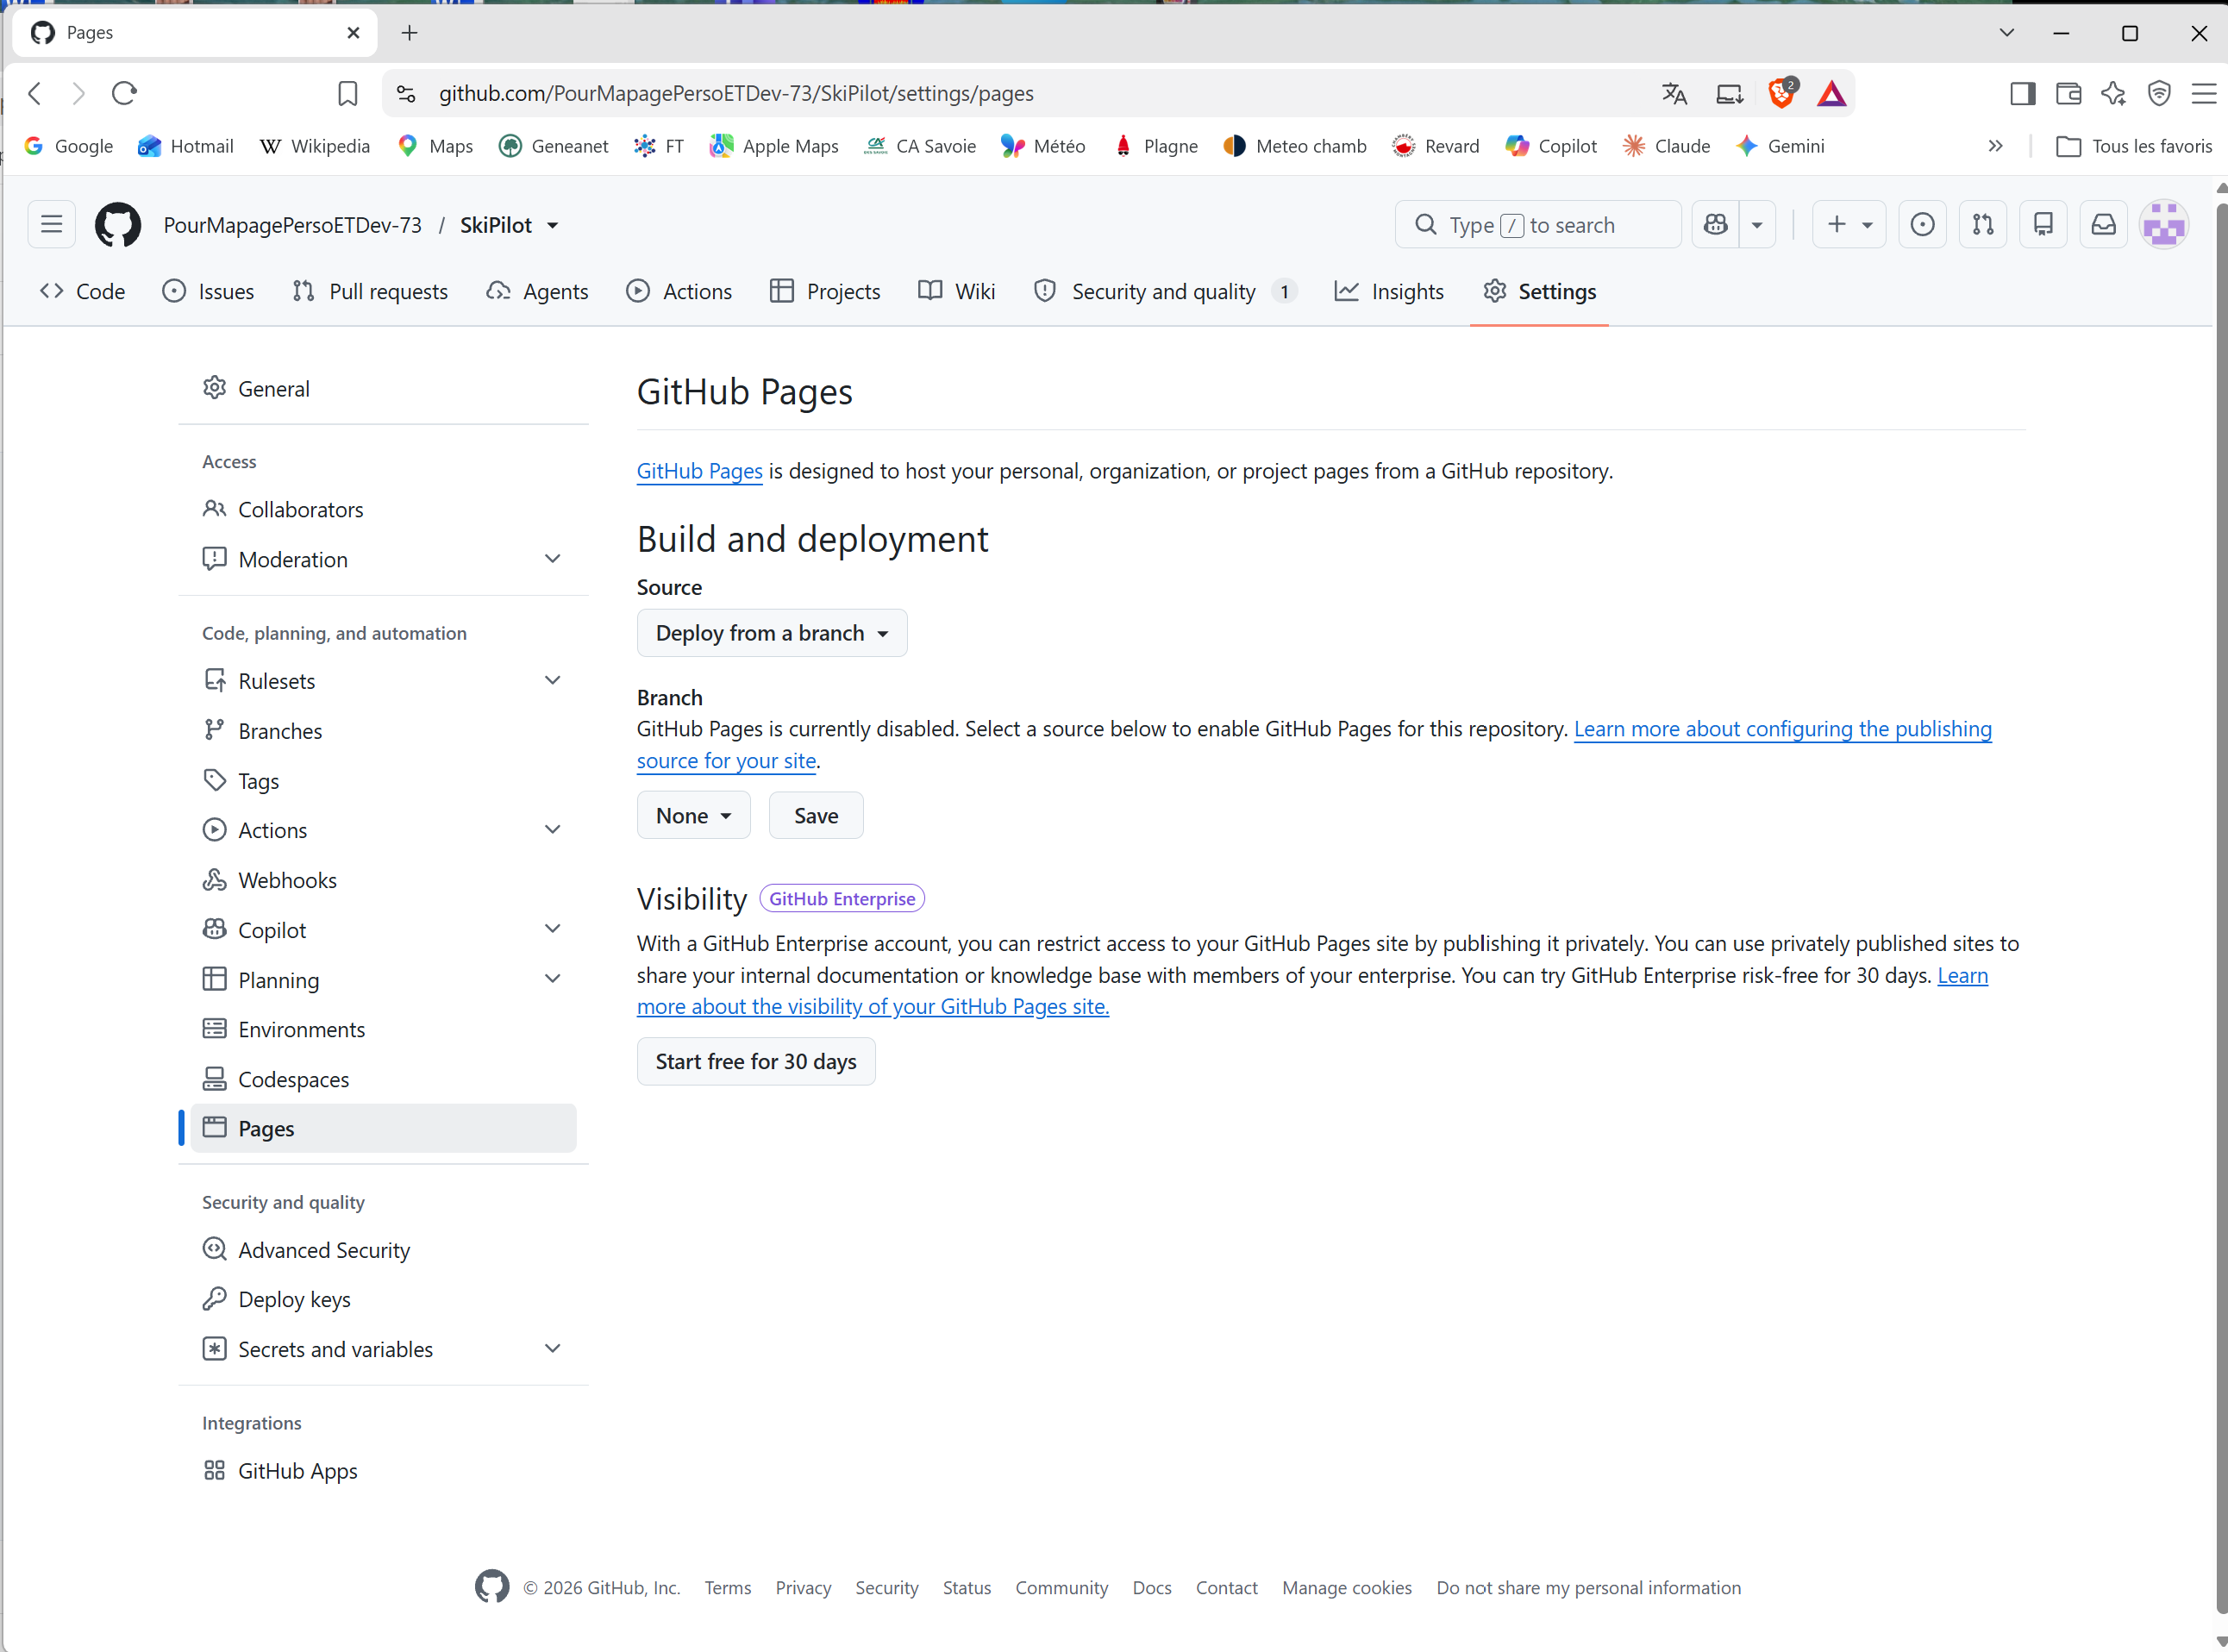 Pages
github.com/PourMapagePersoETDev-73/SkiPilot/settings/pages
2
Google Hotmail Wikipedia Maps Geneanet FT Apple Maps CA Savoie Météo Plagne Meteo chamb Revard Copilot Claude Gemini » Tous les favoris
PourMapagePersoETDev-73 / SkiPilot Type / to search
Code Issues Pull requests Agents Actions Projects Wiki Security and quality 1 Insights Settings
General
Access
Collaborators
Moderation
Code, planning, and automation
Rulesets
Branches
Tags
Actions
Webhooks
Copilot
Planning
Environments
Codespaces
Pages
Security and quality
Advanced Security
Deploy keys
Secrets and variables
Integrations
GitHub Apps
GitHub Pages
GitHub Pages is designed to host your personal, organization, or project pages from a GitHub repository.
Build and deployment
Source
Deploy from a branch
Branch
GitHub Pages is currently disabled. Select a source below to enable GitHub Pages for this repository. Learn more about configuring the publishing
source for your site.
None Save
Visibility GitHub Enterprise
With a GitHub Enterprise account, you can restrict access to your GitHub Pages site by publishing it privately. You can use privately published sites to
share your internal documentation or knowledge base with members of your enterprise. You can try GitHub Enterprise risk-free for 30 days. Learn
more about the visibility of your GitHub Pages site.
Start free for 30 days
© 2026 GitHub, Inc. Terms Privacy Security Status Community Docs Contact Manage cookies Do not share my personal information